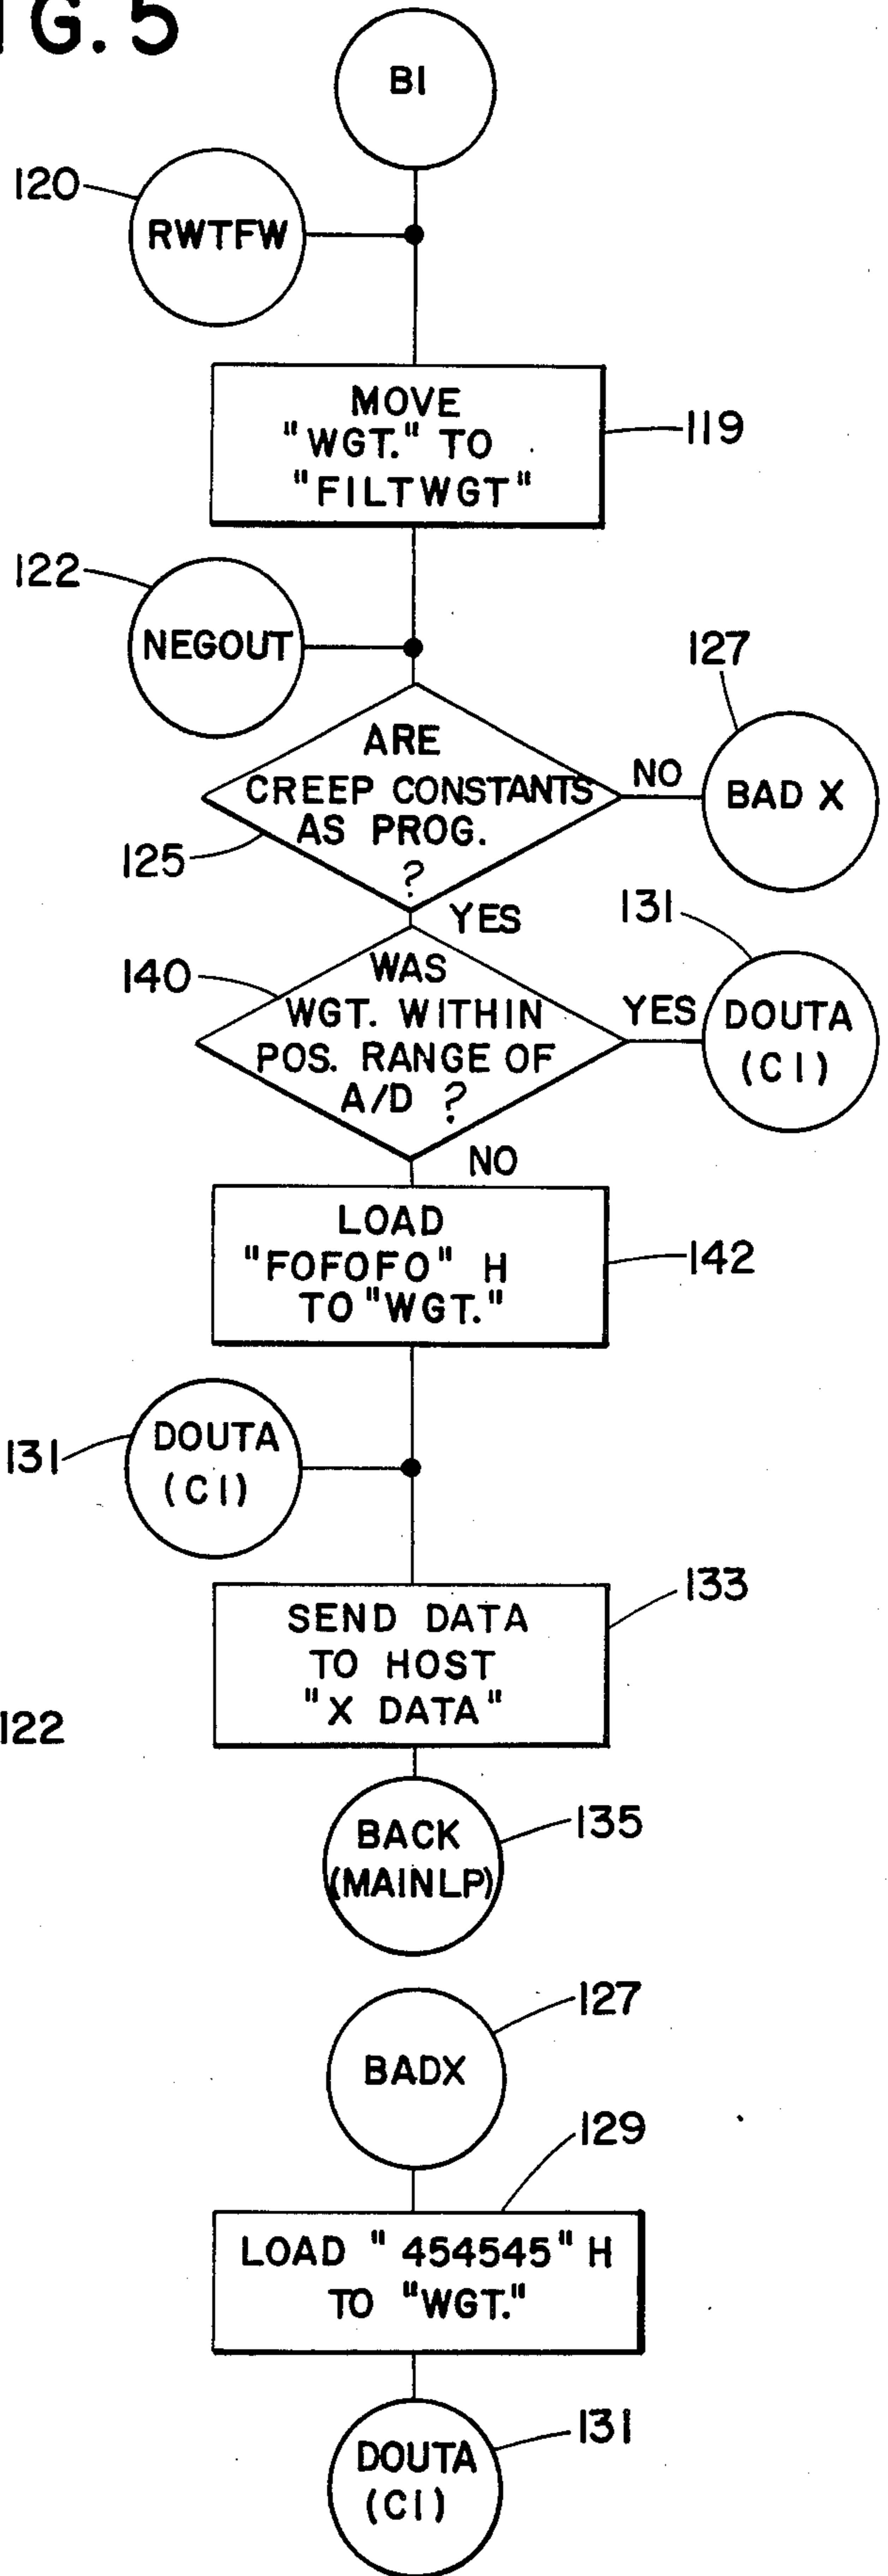 IG. 5
B1
120
RWTFW
MOVE
"WGT." TO
"FILTWGT"
119
122
NEGOUT
127
ARE
CREEP CONSTANTS
AS PROG.
?
NO
BAD X
125
YES
131
140
WAS
WGT. WITHIN
POS. RANGE OF
A/D ?
YES
DOUTA
(C1)
NO
LOAD
"FOFOFO" H
TO "WGT."
142
131
DOUTA
(C1)
133
SEND DATA
TO HOST
"X DATA"
122
BACK
(MAINLP)
135
127
BADX
129
LOAD "454545" H
TO "WGT."
131
DOUTA
(C1)